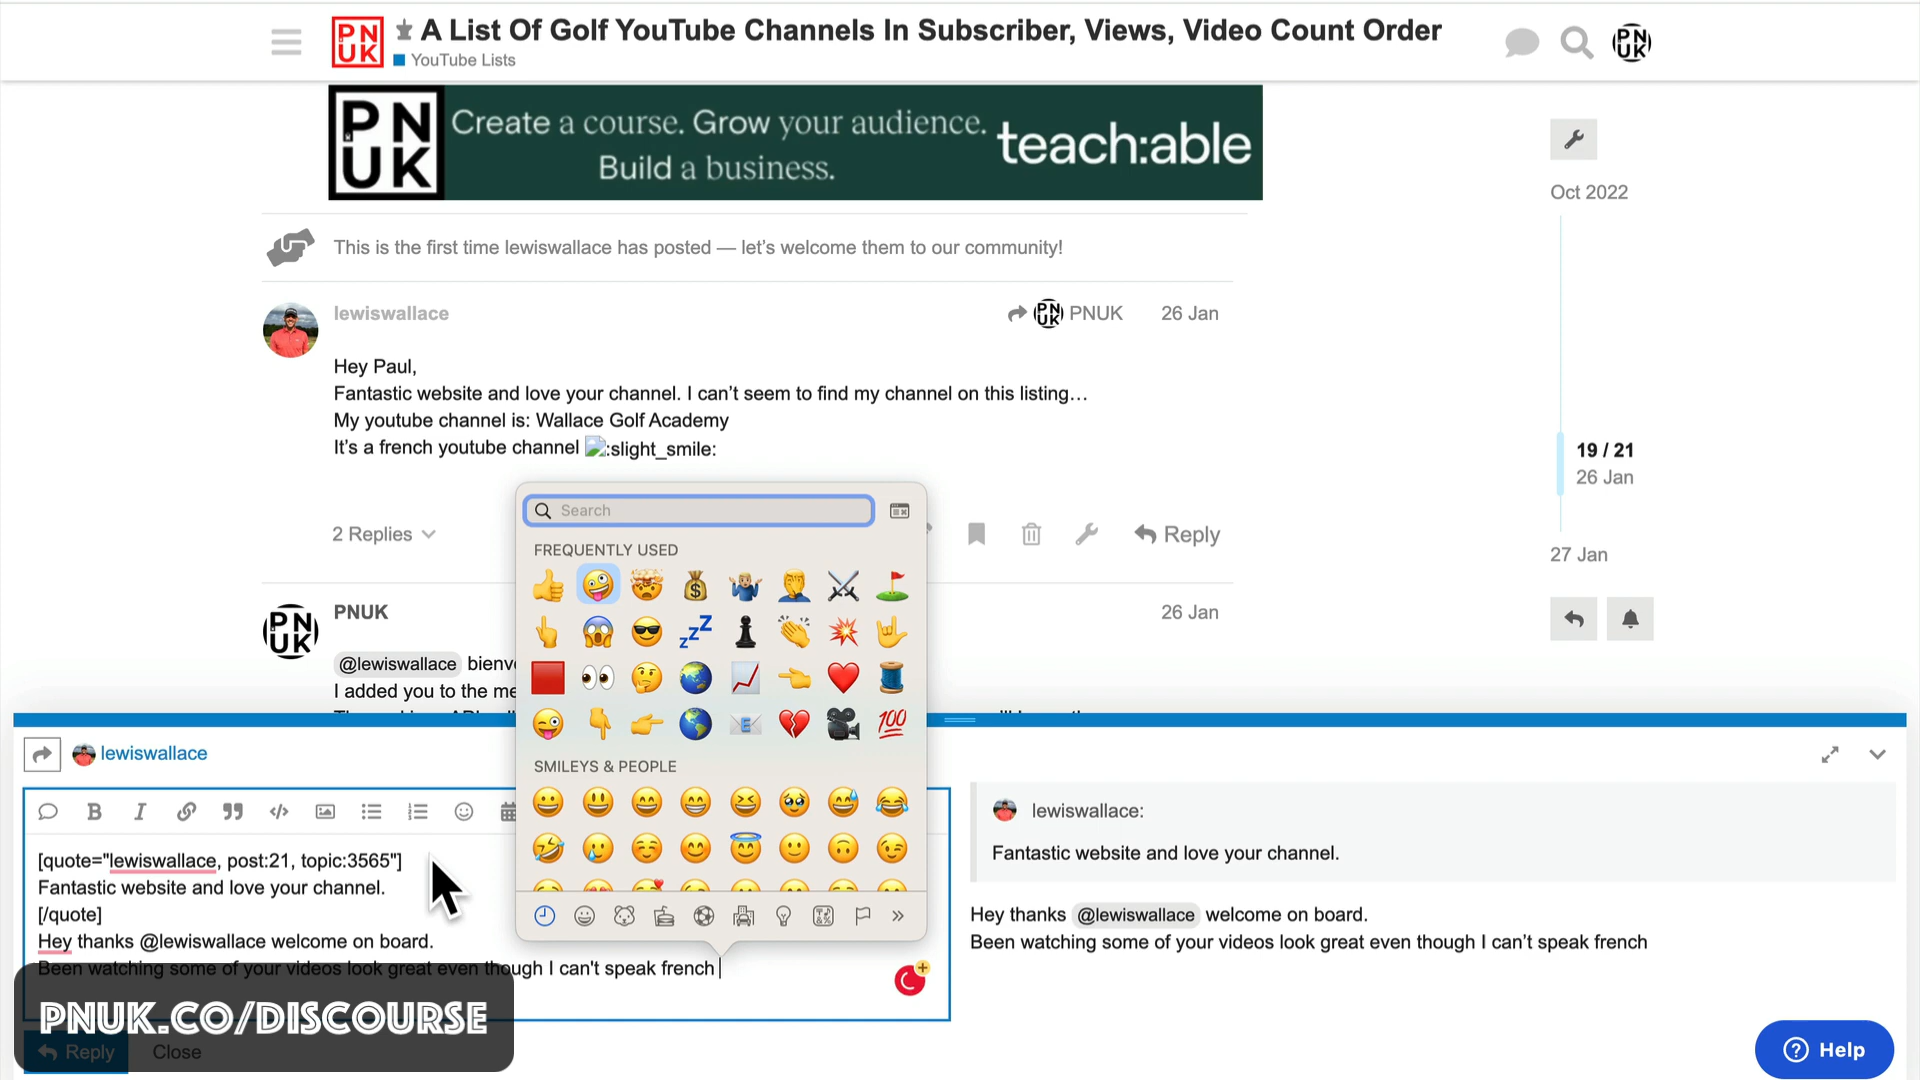 PN
UK
A List Of Golf YouTube Channels In Subscriber, Views, Video Count Order
YouTube Lists
PN
UK
PN
UK
Create a course. Grow your audience.
Build a business.
teach:able
Oct 2022
This is the first time lewiswallace has posted — let's welcome them to our community!
lewiswallace
PN
UK
PNUK
26 Jan
Hey Paul,
Fantastic website and love your channel. I can't seem to find my channel on this listing…
My youtube channel is: Wallace Golf Academy
It's a french youtube channel :slight_smile:
19 / 21
26 Jan
27 Jan
2 Replies
Reply
Search
FREQUENTLY USED
SMILEYS & PEOPLE
PN
UK
PNUK
26 Jan
@lewiswallace bienv
I added you to the me
lewiswallace
[quote="lewiswallace, post:21, topic:3565"]
Fantastic website and love your channel.
[/quote]
Hey thanks @lewiswallace welcome on board.
Been watching some of your videos look great even though I can't speak french
lewiswallace:
Fantastic website and love your channel.
Hey thanks @lewiswallace welcome on board.
Been watching some of your videos look great even though I can't speak french
PNUK.CO/DISCOURSE
Reply
Close
Help